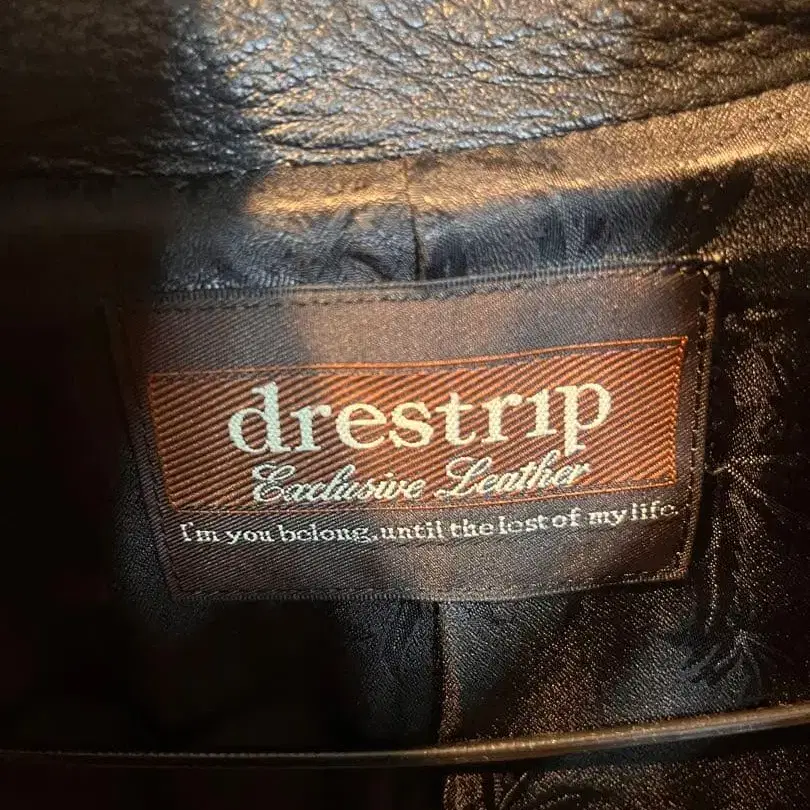 drestrip
Exclusive Leather
I'm you belong,until the lest of my life.